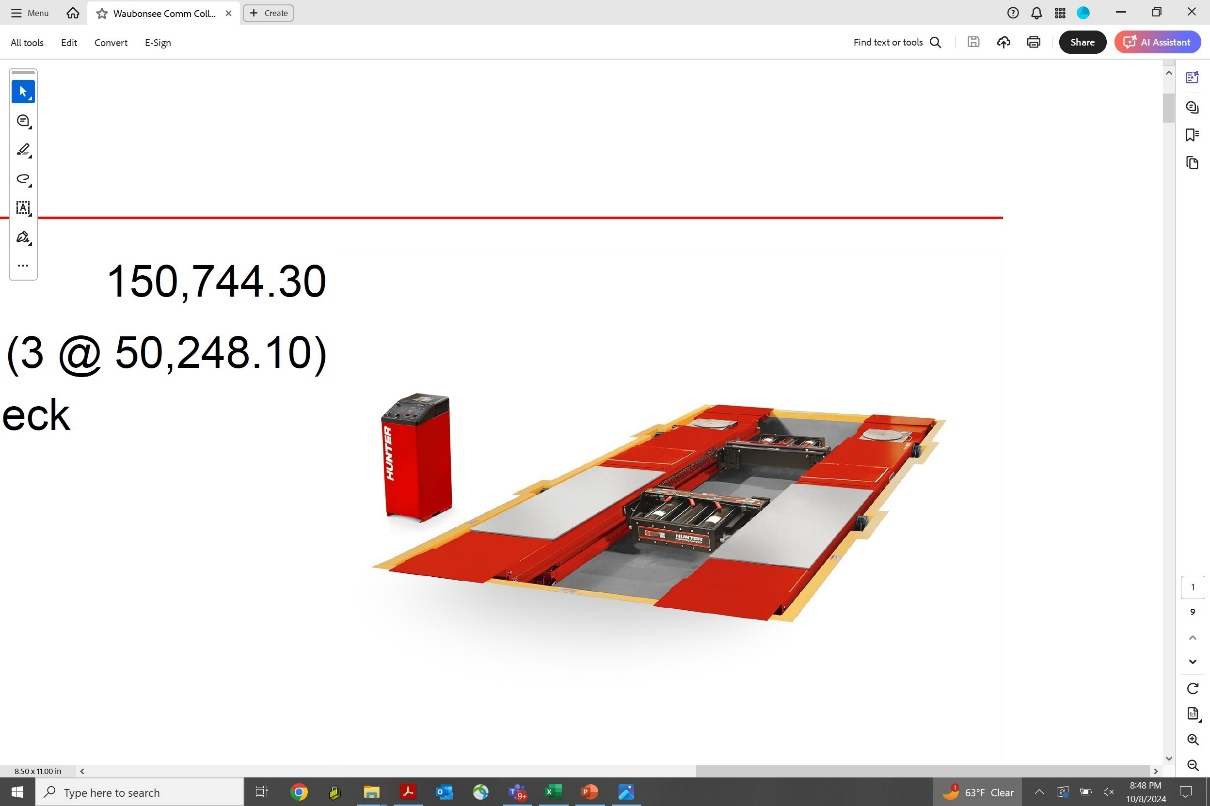 Menu
Waubonsee Comm Coll...
Create
All tools
Edit
Convert
E-Sign
Find text or tools
Share
AI Assistant
150,744.30
(3 @ 50,248.10)
eck
HUNTER
HUNTER
1
9
8.50 x 11.00 in
Type here to search
9+
63°F Clear
8:48 PM
10/8/2024